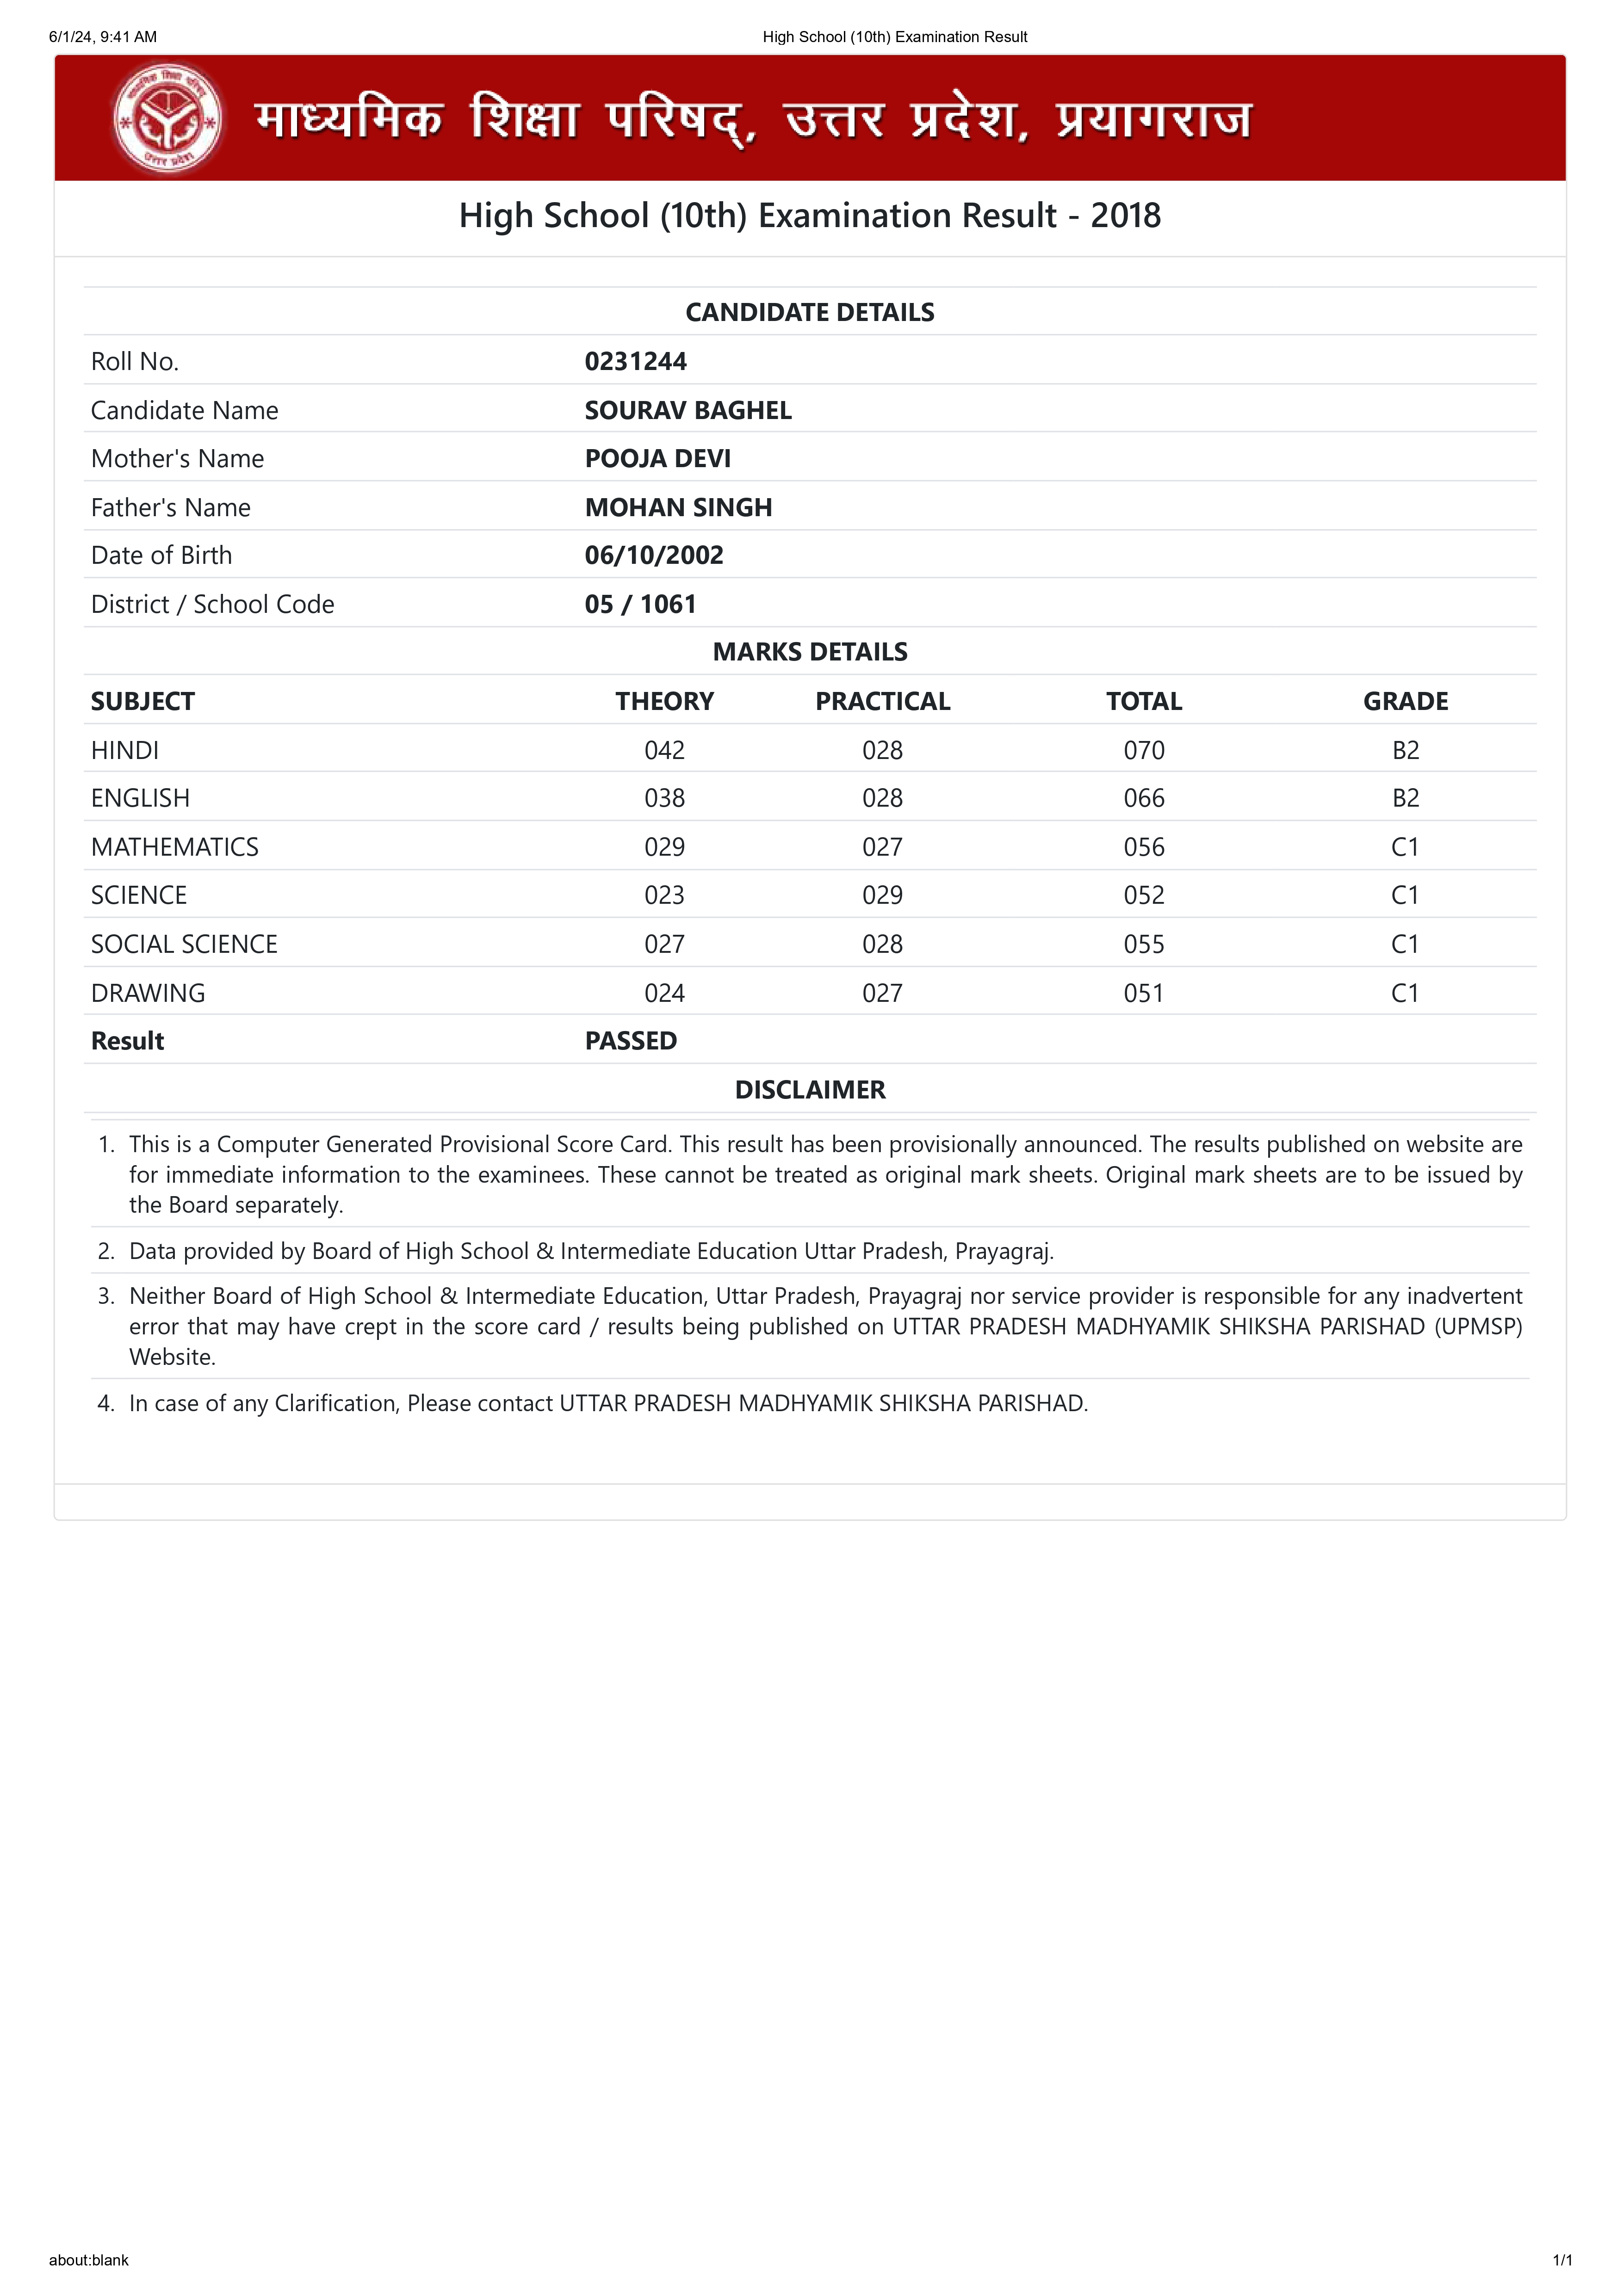 6/1/24, 9:41 AM High School (10th) Examination Result
माध्यमिक शिक्षा परिषद्, उत्तर प्रदेश, प्रयागराज
माध्यमिक शिक्षा परिषद
उत्तर प्रदेश
High School (10th) Examination Result - 2018
CANDIDATE DETAILS
Roll No. 0231244
Candidate Name SOURAV BAGHEL
Mother's Name POOJA DEVI
Father's Name MOHAN SINGH
Date of Birth 06/10/2002
District / School Code 05 / 1061
MARKS DETAILS
SUBJECT THEORY PRACTICAL TOTAL GRADE
HINDI 042 028 070 B2
ENGLISH 038 028 066 B2
MATHEMATICS 029 027 056 C1
SCIENCE 023 029 052 C1
SOCIAL SCIENCE 027 028 055 C1
DRAWING 024 027 051 C1
Result PASSED
DISCLAIMER
1. This is a Computer Generated Provisional Score Card. This result has been provisionally announced. The results published on website are
for immediate information to the examinees. These cannot be treated as original mark sheets. Original mark sheets are to be issued by
the Board separately.
2. Data provided by Board of High School & Intermediate Education Uttar Pradesh, Prayagraj.
3. Neither Board of High School & Intermediate Education, Uttar Pradesh, Prayagraj nor service provider is responsible for any inadvertent
error that may have crept in the score card / results being published on UTTAR PRADESH MADHYAMIK SHIKSHA PARISHAD (UPMSP)
Website.
4. In case of any Clarification, Please contact UTTAR PRADESH MADHYAMIK SHIKSHA PARISHAD.
about:blank 1/1